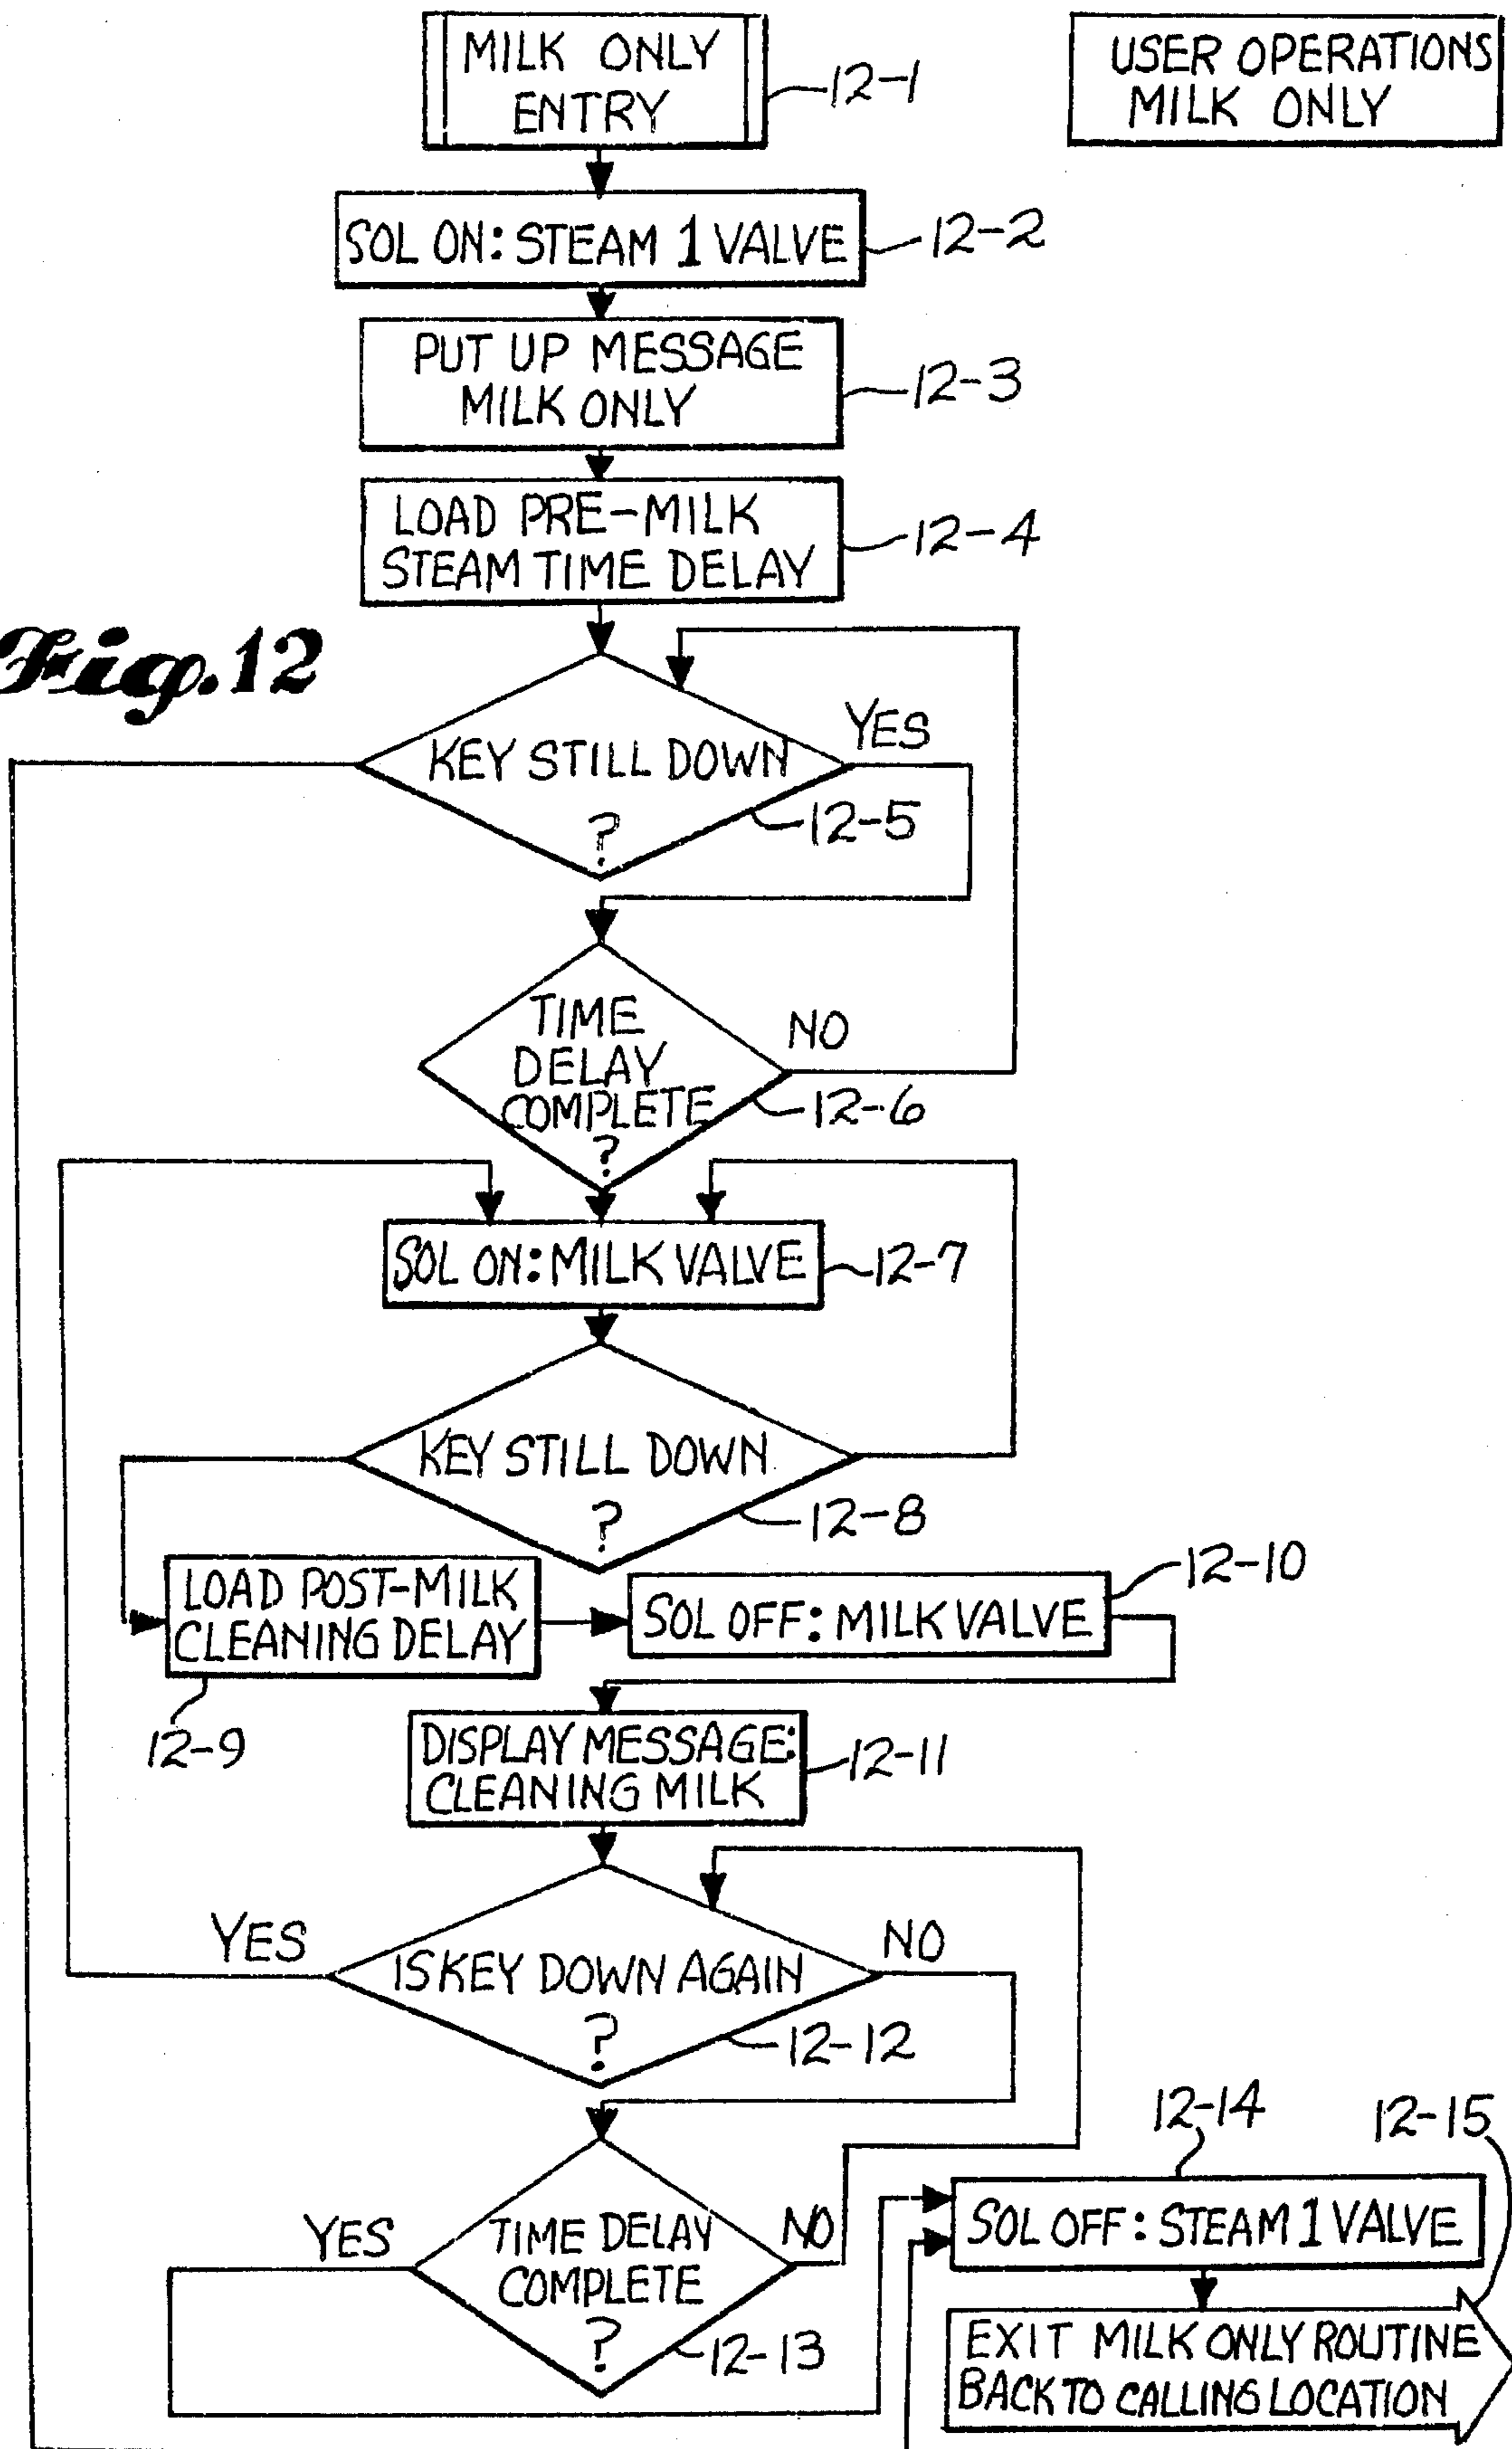 MILK ONLY
ENTRY
12-1
USER OPERATIONS
MILK ONLY
SOL ON: STEAM 1 VALVE
12-2
PUT UP MESSAGE
MILK ONLY
12-3
LOAD PRE-MILK
STEAM TIME DELAY
12-4
Fig. 12
KEY STILL DOWN
?
YES
12-5
TIME
DELAY
COMPLETE
?
NO
12-6
SOL ON: MILK VALVE
12-7
KEY STILL DOWN
?
12-8
LOAD POST-MILK
CLEANING DELAY
12-9
SOL OFF: MILK VALVE
12-10
DISPLAY MESSAGE:
CLEANING MILK
12-11
YES
IS KEY DOWN AGAIN
?
NO
12-12
YES
TIME DELAY
COMPLETE
?
NO
12-13
12-14
SOL OFF: STEAM 1 VALVE
12-15
EXIT MILK ONLY ROUTINE
BACK TO CALLING LOCATION